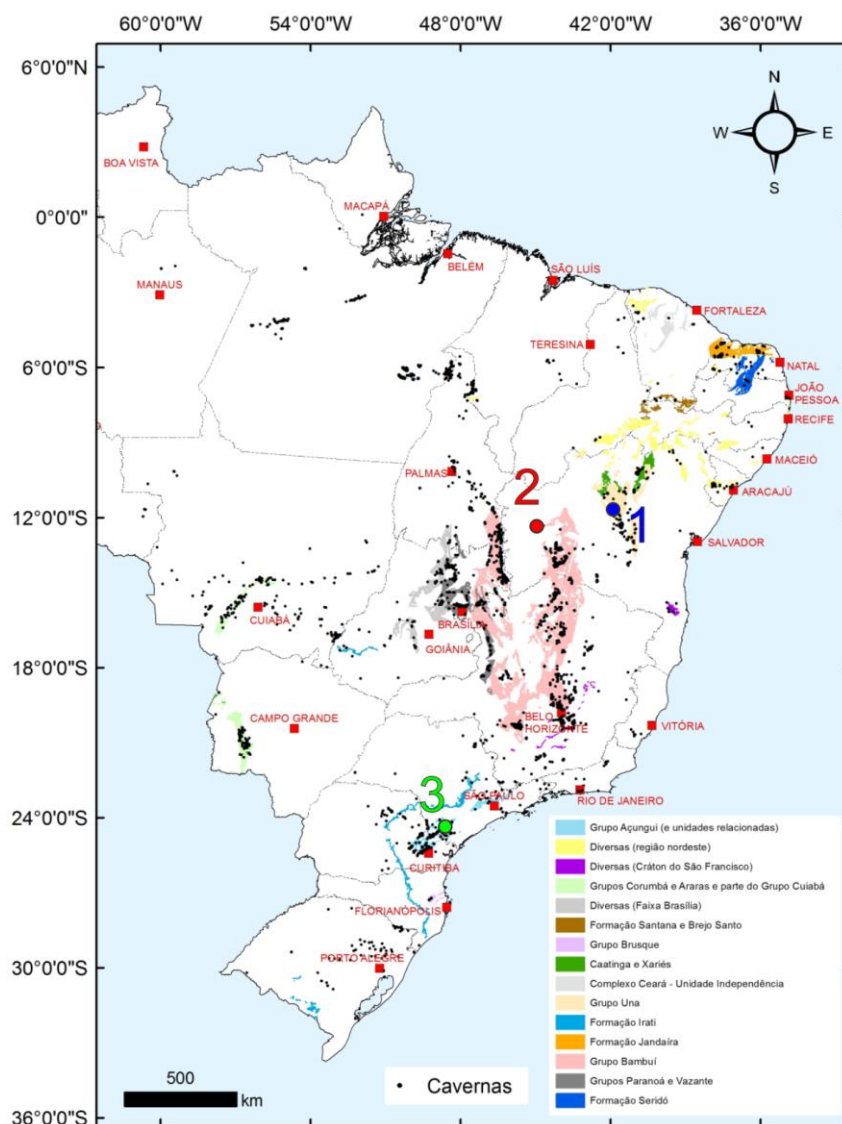 60°0'0"W 54°0'0"W 48°0'0"W 42°0'0"W 36°0'0"W
6°0'0"N
0°0'0"
6°0'0"S
12°0'0"S
18°0'0"S
24°0'0"S
30°0'0"S
36°0'0"S
N
W E
S
BOA VISTA
MACAPÁ
BELÉM
SÃO LUÍS
MANAUS
FORTALEZA
TERESINA
NATAL
JOÃO
PESSOA
RECIFE
MACEIÓ
PALMAS
ARACAJÚ
2
1
SALVADOR
BRASÍLIA
CUIABÁ
GOIÂNIA
CAMPO GRANDE
BELO
HORIZONTE
VITÓRIA
3
SÃO PAULO
RIO DE JANEIRO
CURITIBA
FLORIANÓPOLIS
PORTO ALEGRE
Grupo Açungui (e unidades relacionadas)
Diversas (região nordeste)
Diversas (Cráton do São Francisco)
Grupos Corumbá e Araras e parte do Grupo Cuiabá
Diversas (Faixa Brasília)
Formação Santana e Brejo Santo
Grupo Brusque
Caatinga e Xariés
Complexo Ceará - Unidade Independência
Grupo Una
Formação Irati
Formação Jandaíra
Grupo Bambuí
Grupos Paranoá e Vazante
Formação Seridó
500
km
Cavernas